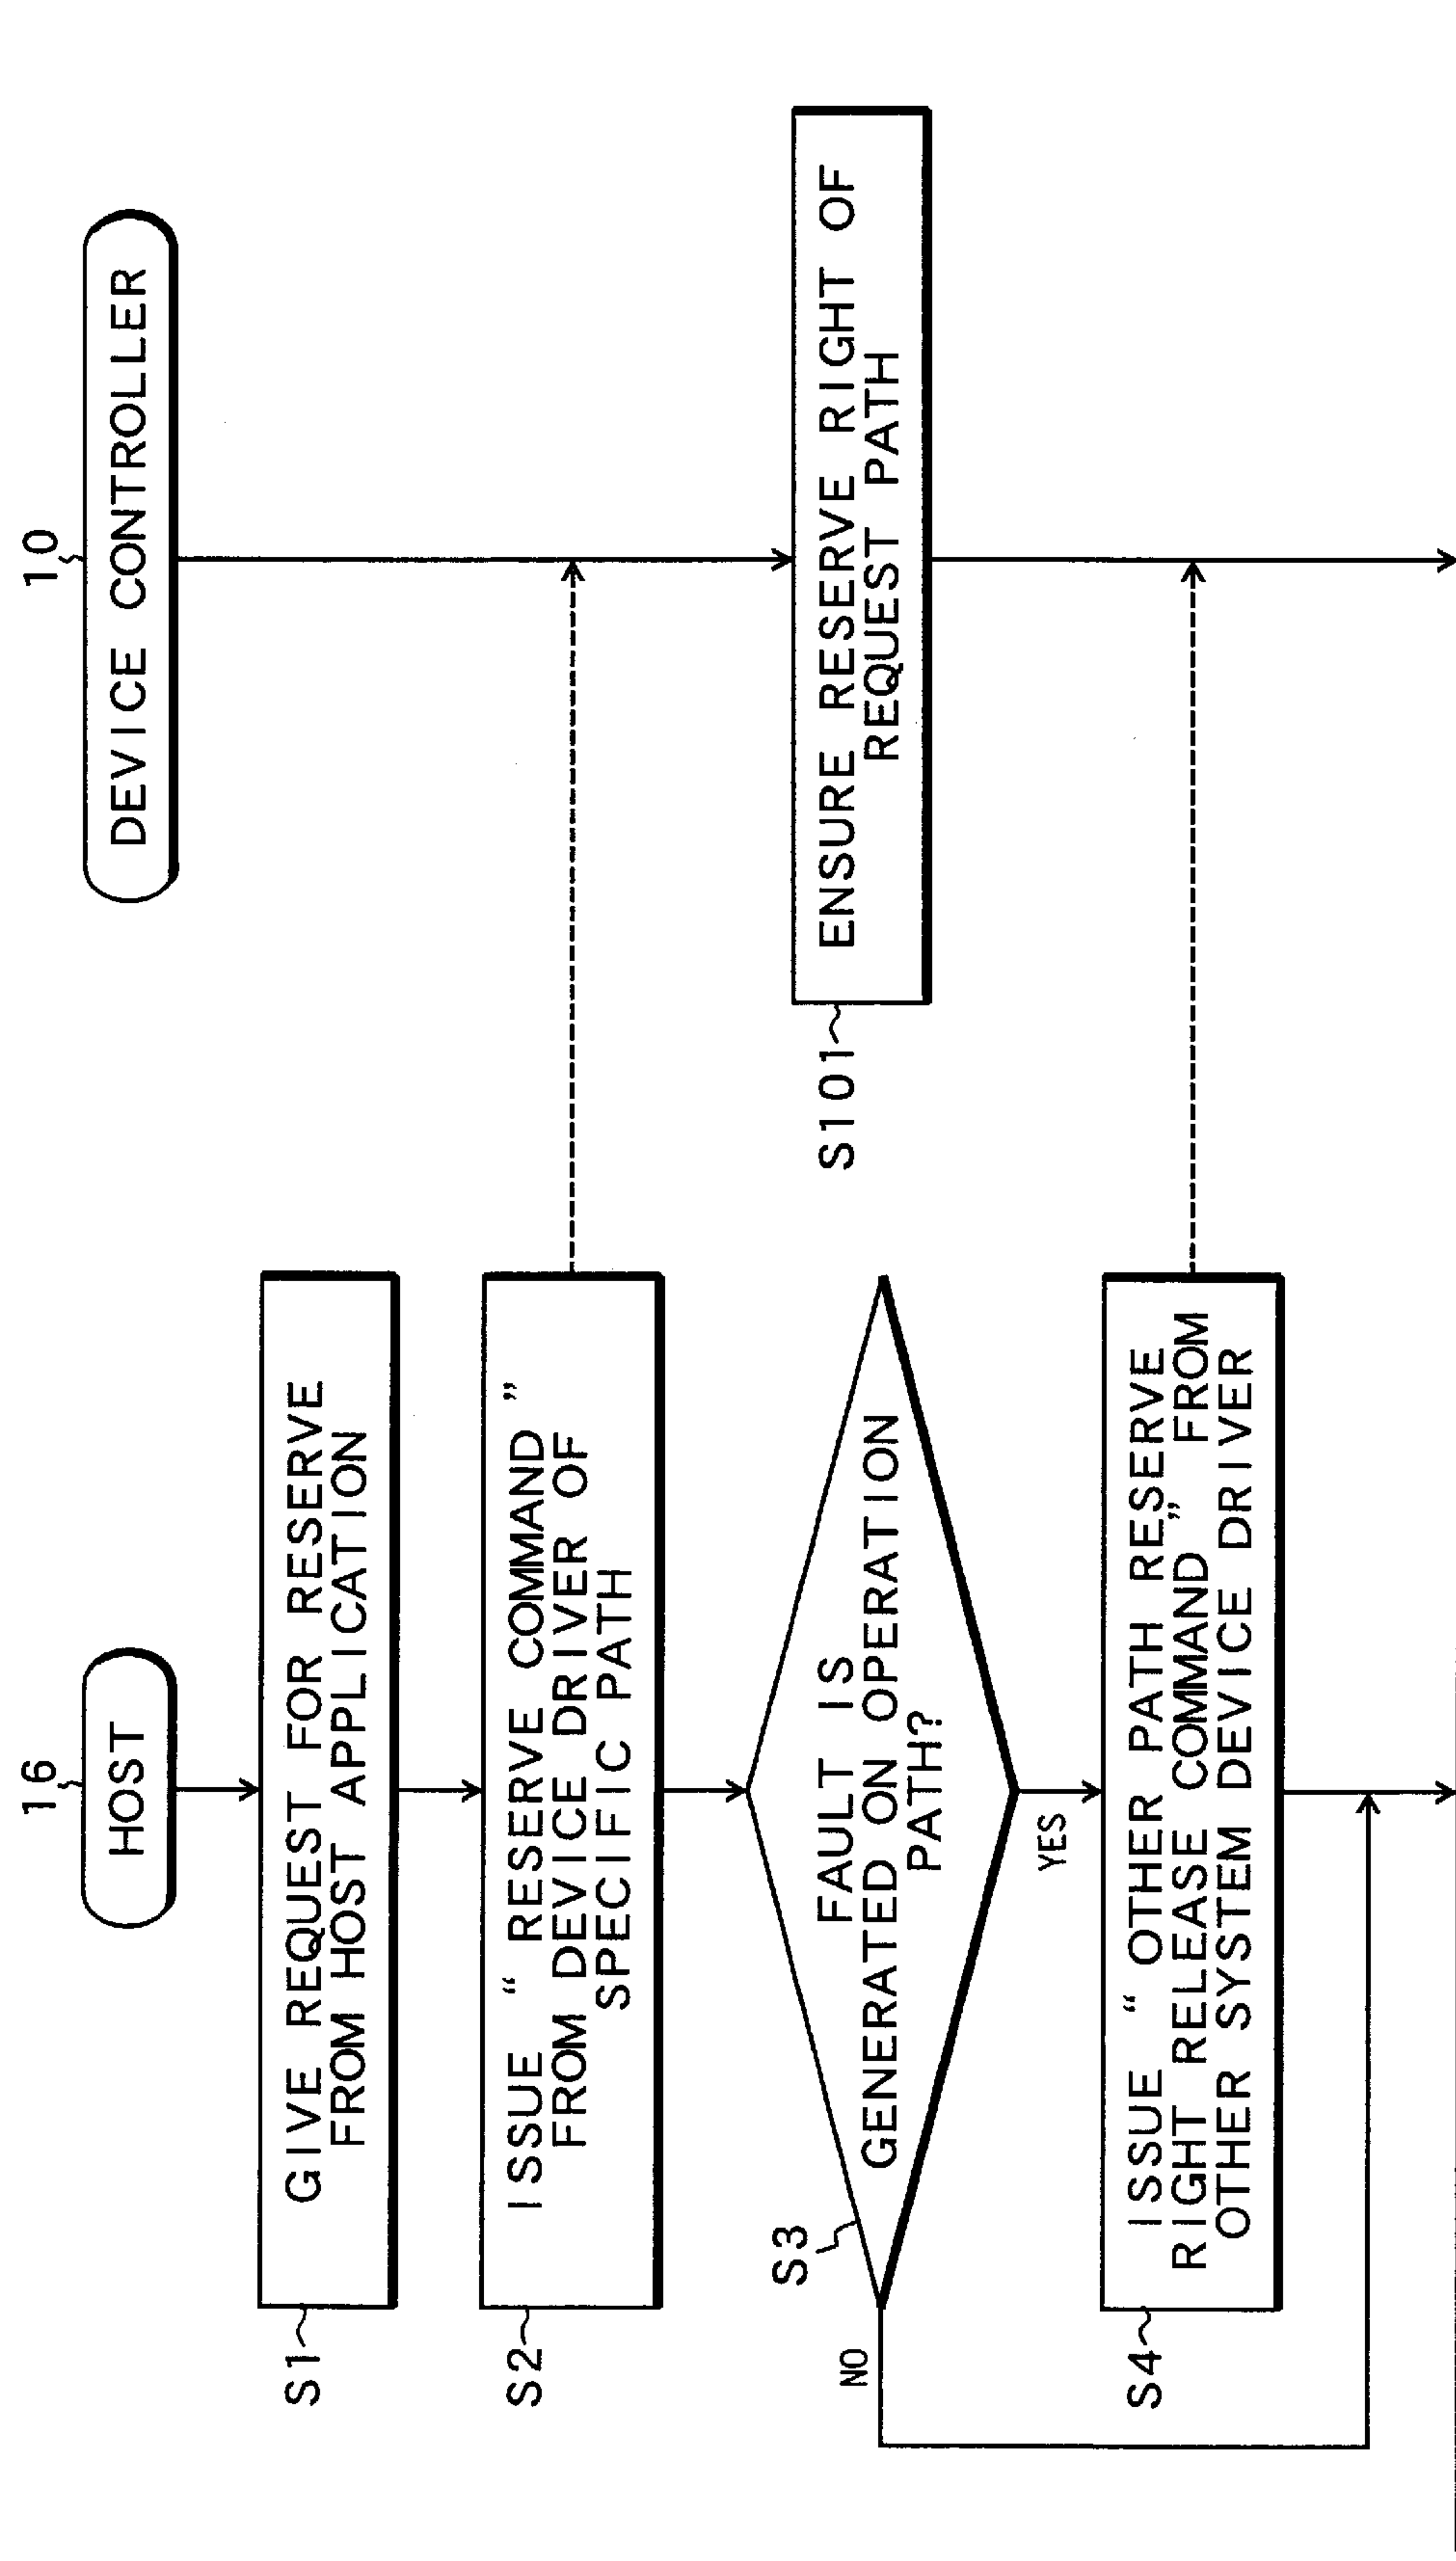 16
HOST
S1
GIVE REQUEST FOR RESERVE
FROM HOST APPLICATION
S2
ISSUE “ RESERVE COMMAND ”
FROM DEVICE DRIVER OF
SPECIFIC PATH
S3
FAULT IS
GENERATED ON OPERATION
PATH?
NO
YES
S4
ISSUE “ OTHER PATH RESERVE
RIGHT RELEASE COMMAND ” FROM
OTHER SYSTEM DEVICE DRIVER
10
DEVICE CONTROLLER
S101
ENSURE RESERVE RIGHT OF
REQUEST PATH